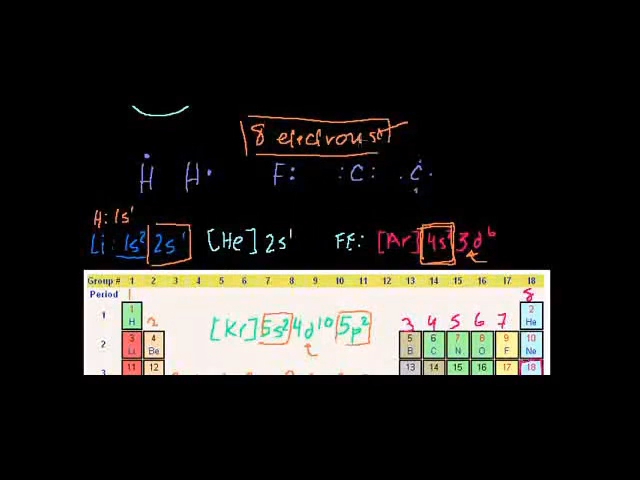 8 electrons
H H F C C
H: 1s¹
Li: 1s² 2s¹ [He] 2s¹ Fe: [Ar] 4s² 3d⁶
Group # 1 2 3 4 5 6 7 8 9 10 11 12 13 14 15 16 17 18
Period 1 8
1 1 2
H 2 He
[Kr] 5s² 4d¹⁰ 5p² 3 4 5 6 7
2 3 4 5 6 7 8 9 10
Li Be B C N O F Ne
3 11 12 13 14 15 16 17 18